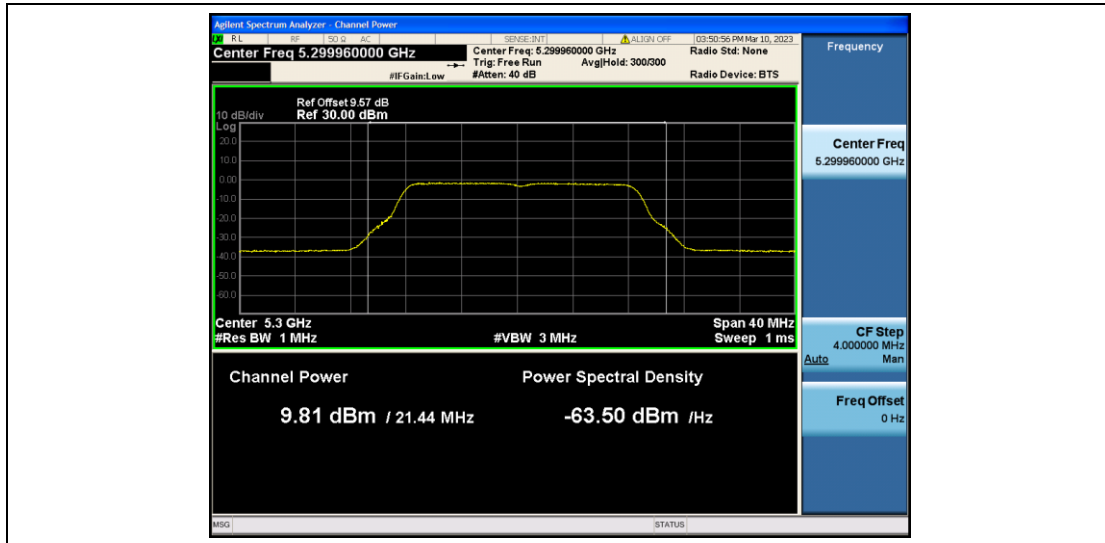 Agilent Spectrum Analyzer - Channel Power
RL RF 50 Ω AC SENSE:INT ALIGN OFF 03:50:56 PM Mar 10, 2023
Center Freq 5.299960000 GHz
Center Freq: 5.299960000 GHz
Radio Std: None
Trig: Free Run Avg|Hold: 300/300
#IFGain:Low
#Atten: 40 dB
Radio Device: BTS
Frequency
Ref Offset 9.57 dB
10 dB/div Ref 30.00 dBm
Log
20.0
10.0
0.00
-10.0
-20.0
-30.0
-40.0
-50.0
-60.0
Center 5.3 GHz Span 40 MHz
#Res BW 1 MHz #VBW 3 MHz Sweep 1 ms
Channel Power Power Spectral Density
9.81 dBm / 21.44 MHz -63.50 dBm /Hz
Center Freq
5.299960000 GHz
CF Step
4.000000 MHz
Auto Man
Freq Offset
0 Hz
MSG STATUS